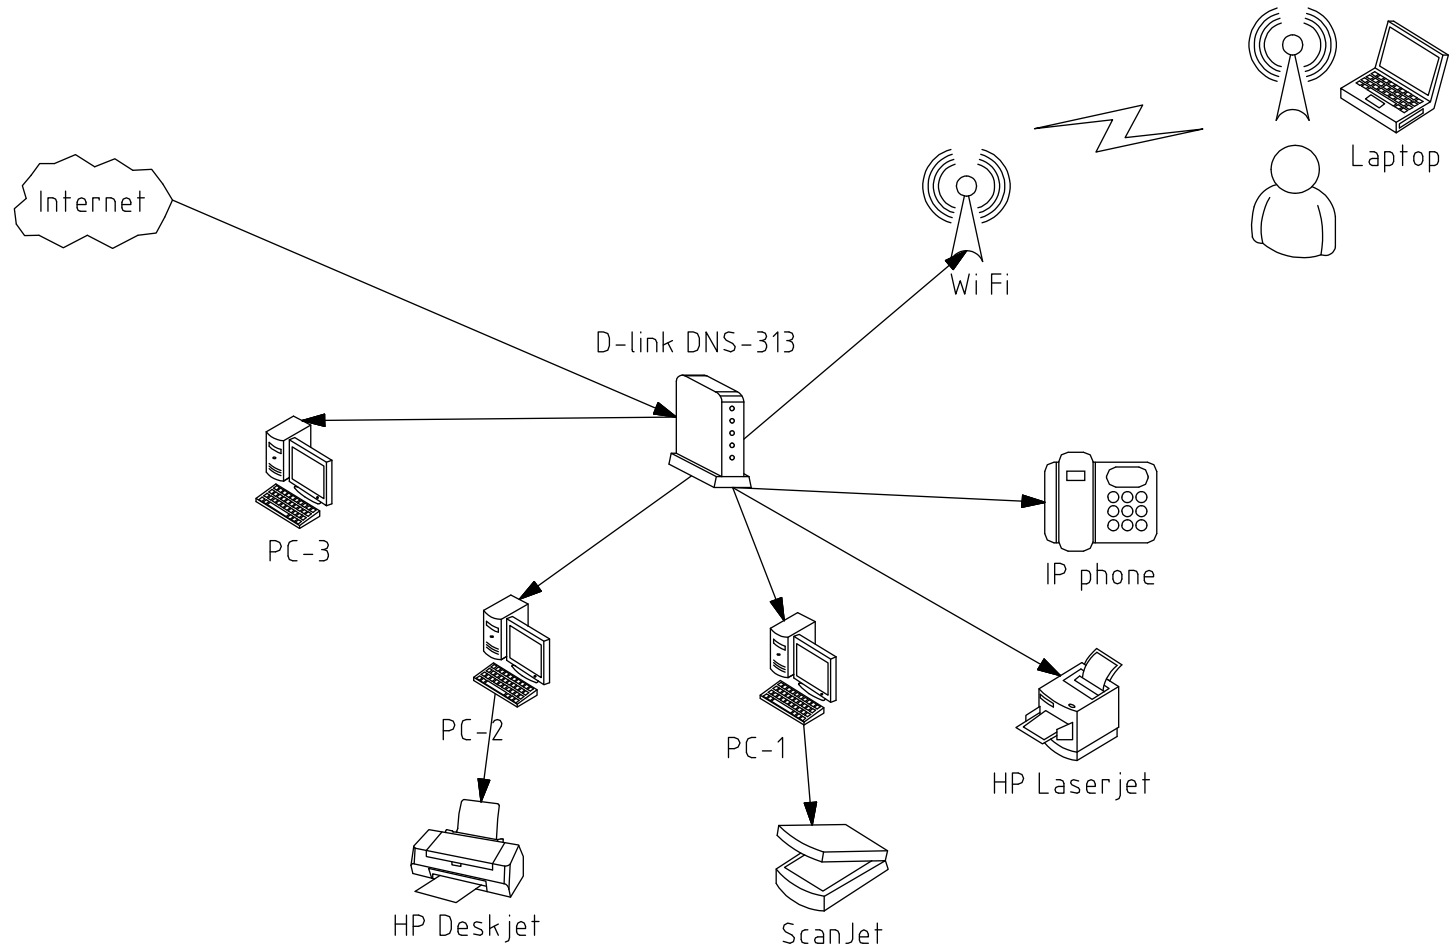 Laptop
Internet
Wi Fi
D-link DNS-313
PC-3
IP phone
PC-2
PC-1
HP Laserjet
HP Deskjet
ScanJet